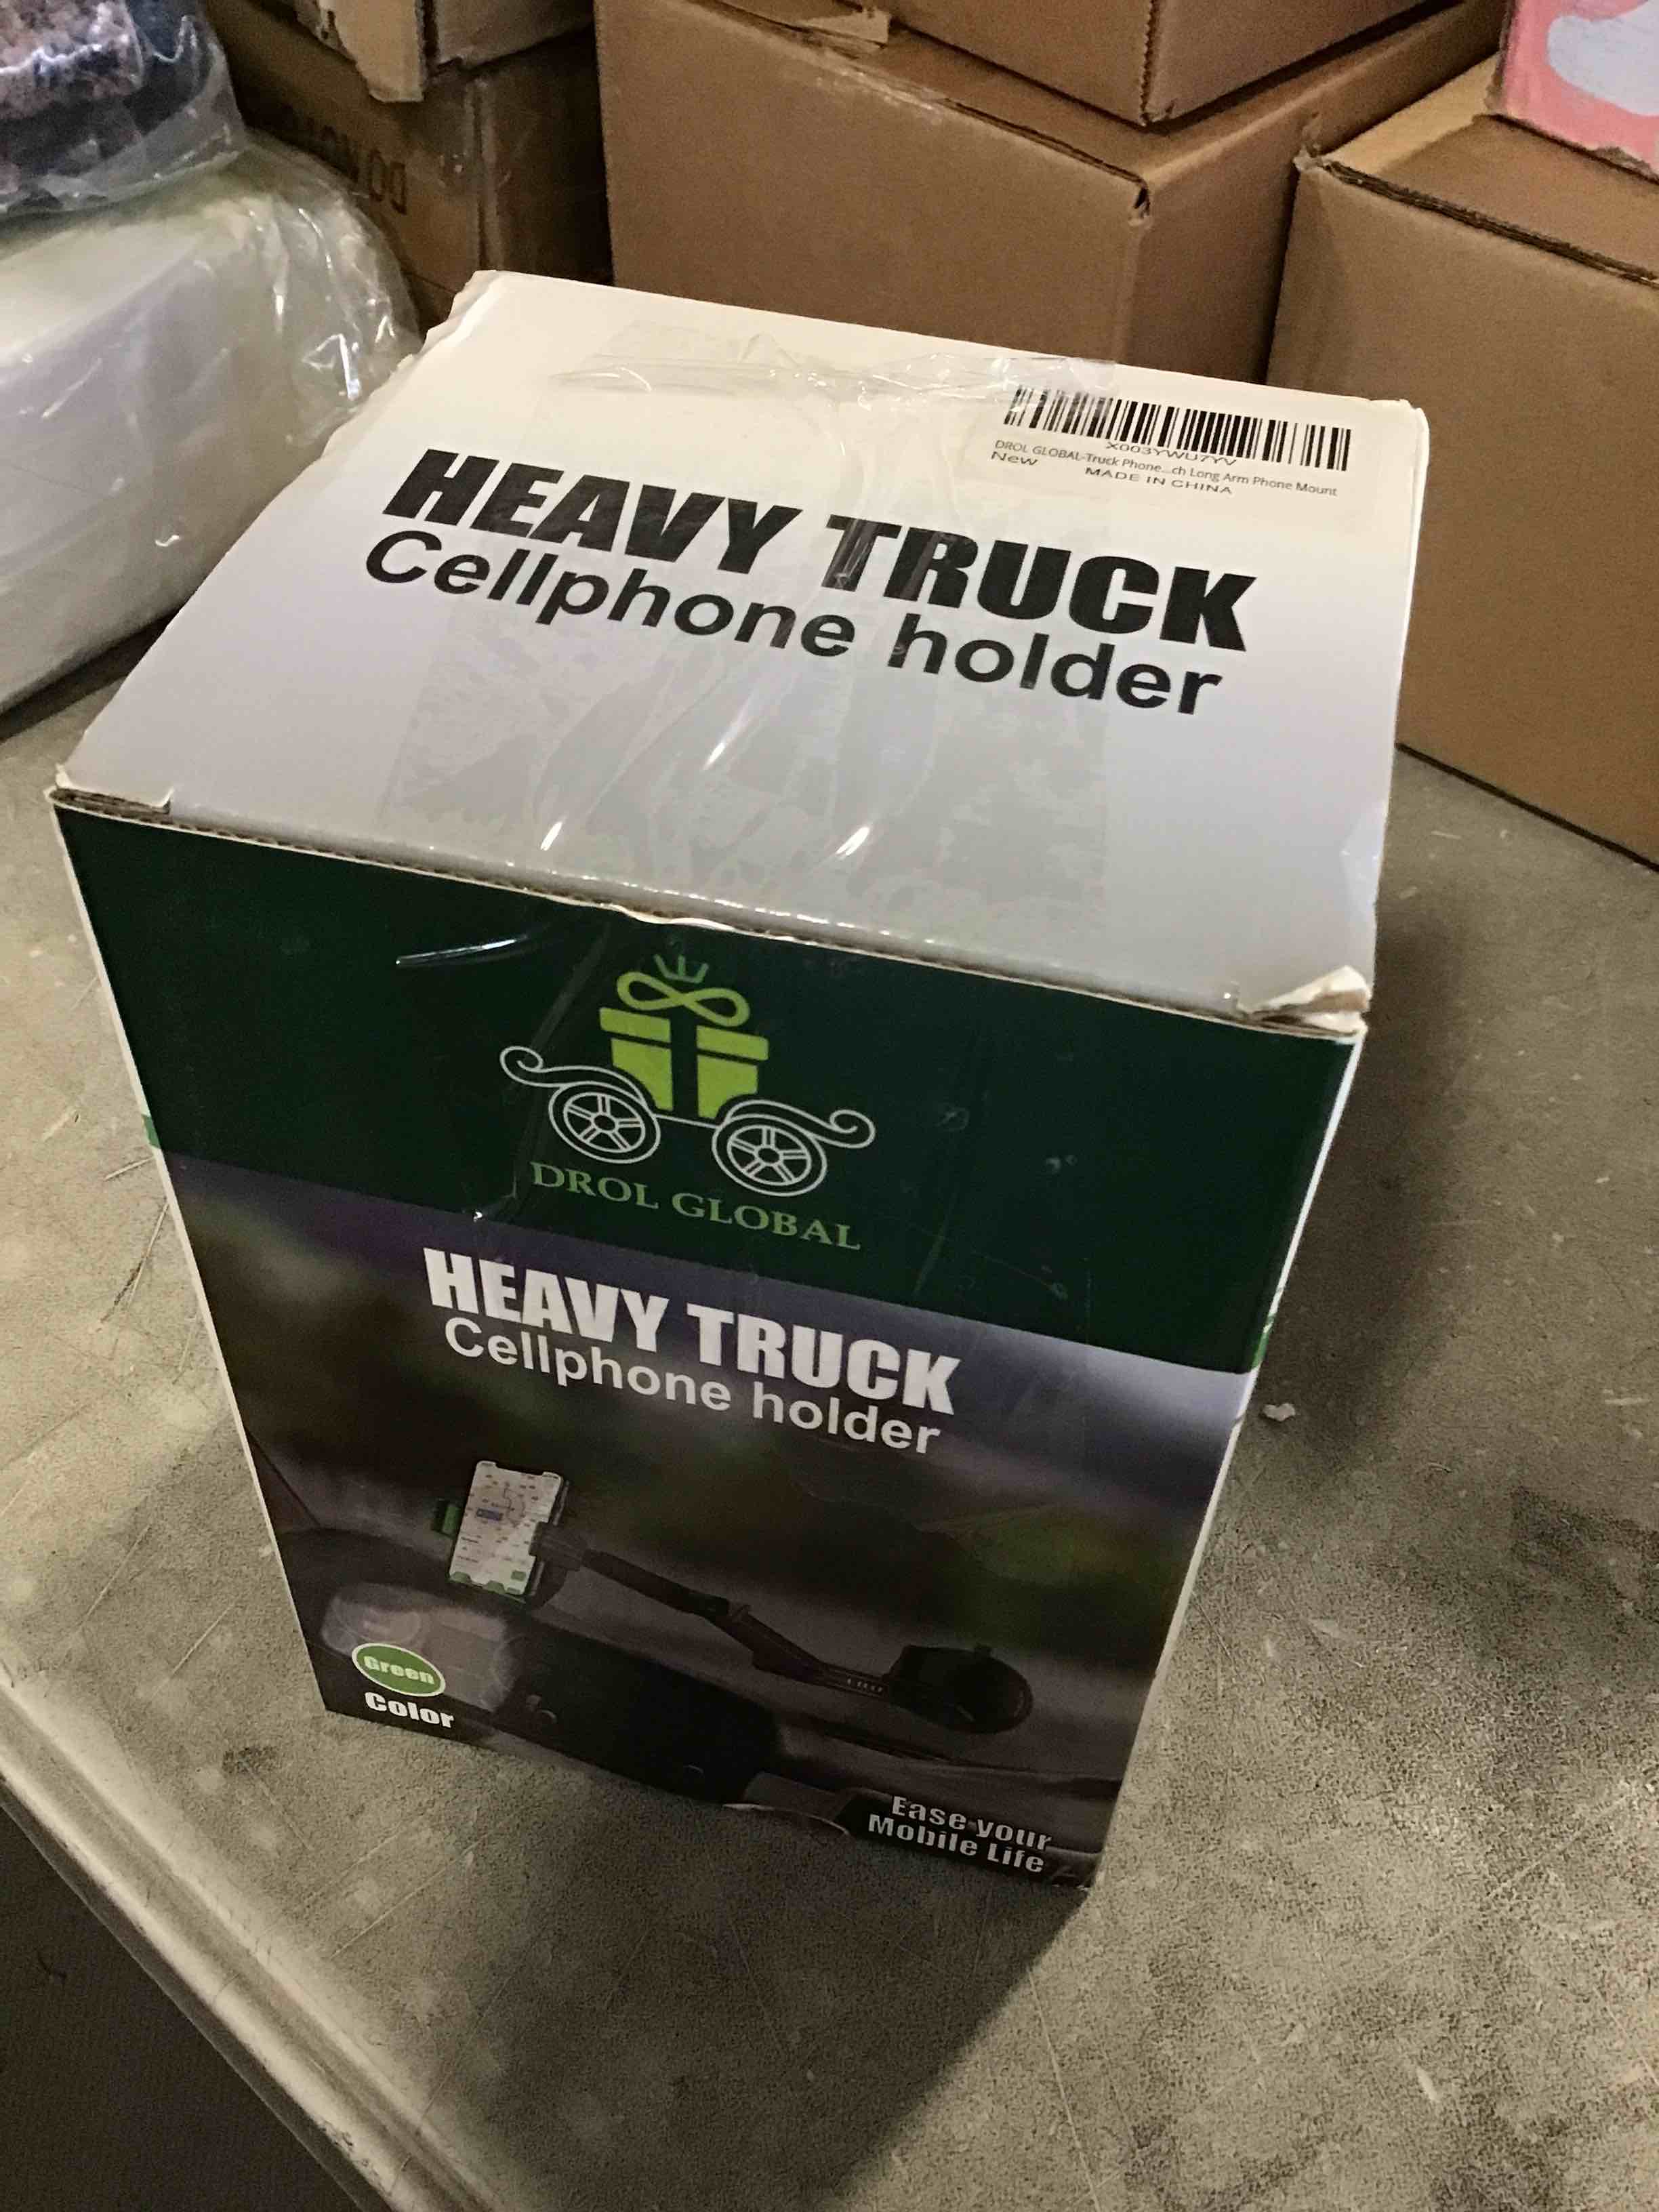 X003YWU7YV
DROL GLOBAL-Truck Phone...ch Long Arm Phone Mount
New
MADE IN CHINA
HEAVY TRUCK
Cellphone holder
DROL GLOBAL
HEAVY TRUCK
Cellphone holder
Green
Color
Ease your
Mobile Life